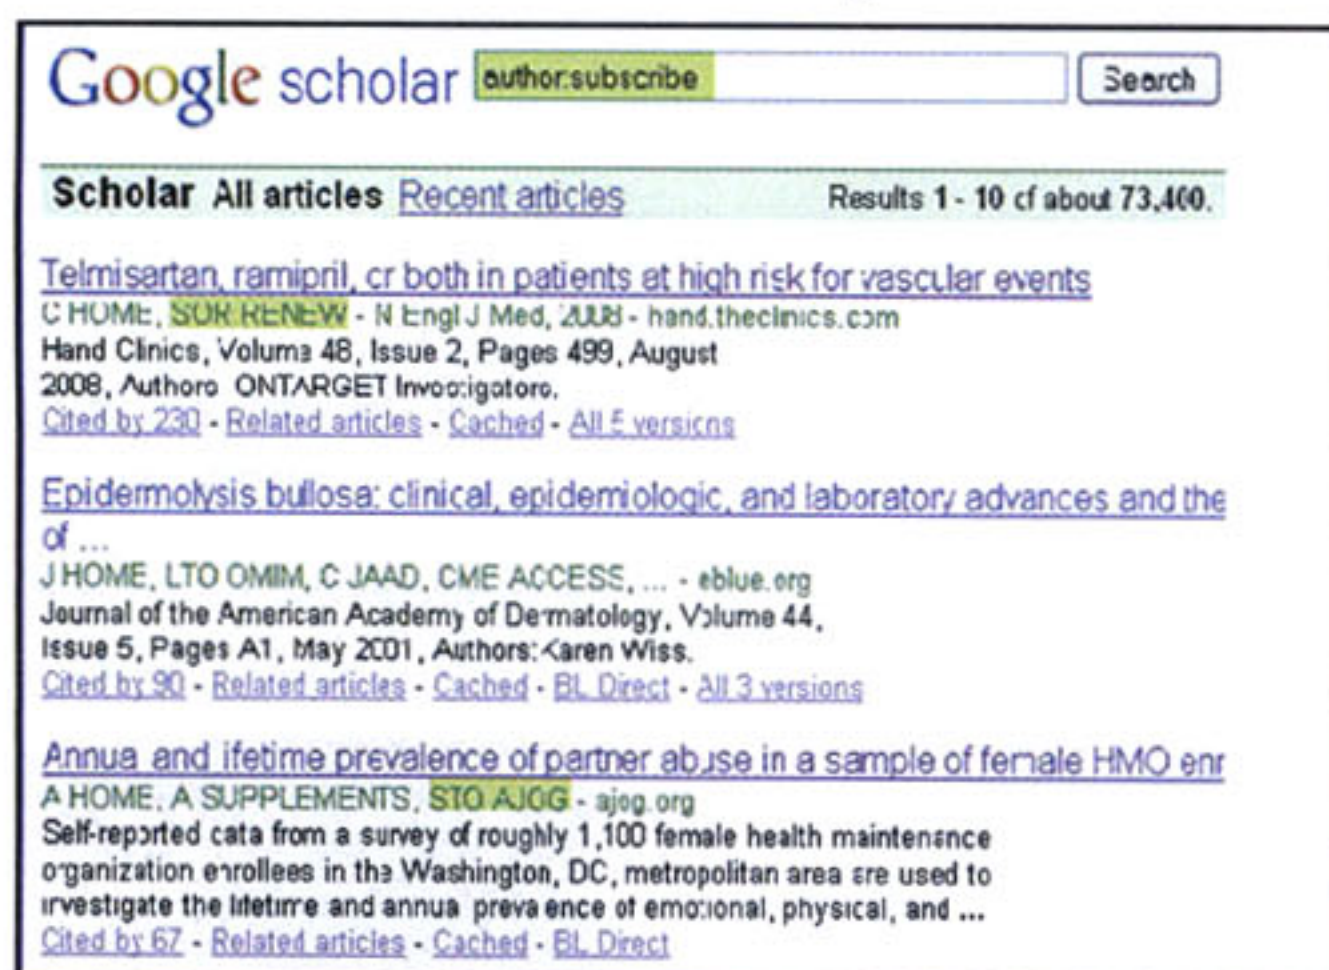 Google scholar author:subscribe Search
Scholar All articles Recent articles Results 1 - 10 of about 73,400.
Telmisartan, ramipril, or both in patients at high risk for vascular events
C HOME, SOR RENEW - N Engl J Med, 2008 - hand.theclinics.com
Hand Clinics, Volume 48, Issue 2, Pages 499, August
2008, Authors ONTARGET Investigators.
Cited by 230 - Related articles - Cached - All 5 versions
Epidermolysis bullosa: clinical, epidemiologic, and laboratory advances and the
of ...
J HOME, LTO OMIM, C JAAD, CME ACCESS, ... - eblue.org
Journal of the American Academy of Dermatology, Volume 44,
Issue 5, Pages A1, May 2001, Authors: Karen Wiss.
Cited by 90 - Related articles - Cached - BL Direct - All 3 versions
Annual and lifetime prevalence of partner abuse in a sample of female HMO enr
A HOME, A SUPPLEMENTS, STO AJOG - ajog.org
Self-reported data from a survey of roughly 1,100 female health maintenance
organization enrollees in the Washington, DC, metropolitan area are used to
investigate the lifetime and annual prevalence of emotional, physical, and ...
Cited by 67 - Related articles - Cached - BL Direct